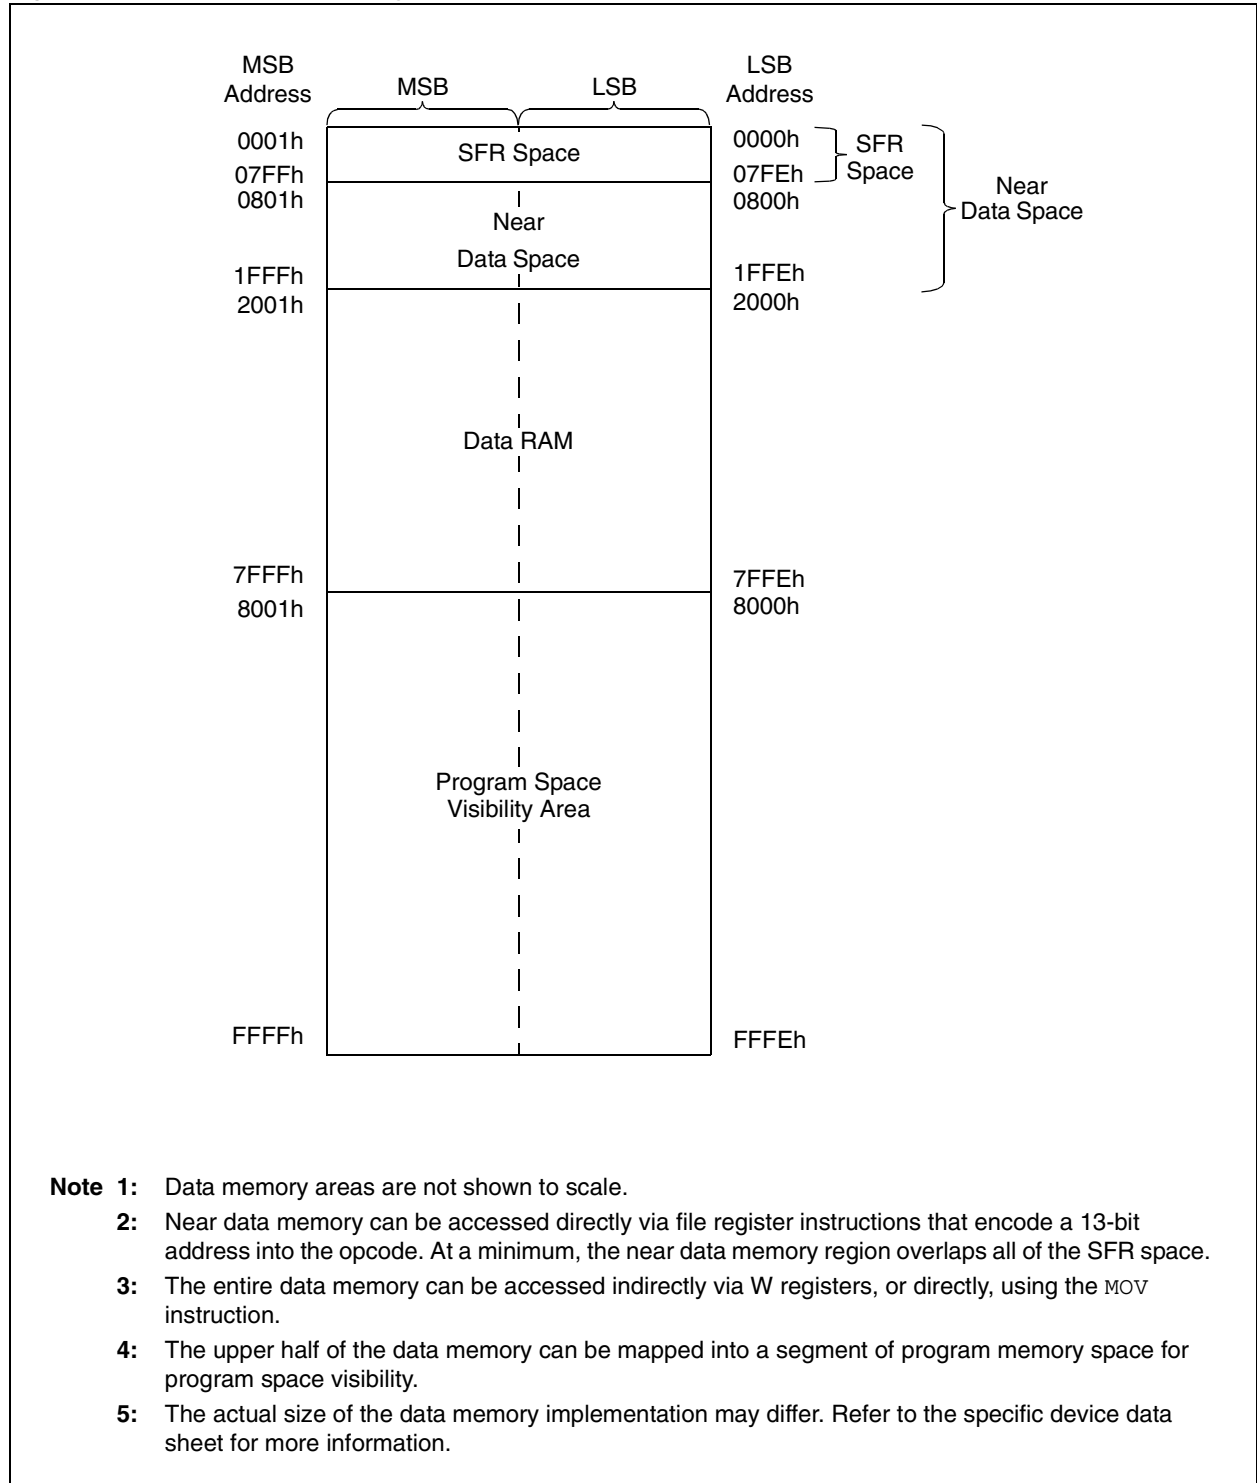 MSB
Address
MSB
LSB
LSB
Address
0001h
SFR Space
0000h
SFR
Space
07FFh
07FEh
0801h
0800h
Near
Data Space
Near
Data Space
1FFFh
1FFEh
2001h
2000h
Data RAM
7FFFh
7FFEh
8001h
8000h
Program Space
Visibility Area
FFFFh
FFFEh
Note 1: Data memory areas are not shown to scale.
2: Near data memory can be accessed directly via file register instructions that encode a 13-bit
address into the opcode. At a minimum, the near data memory region overlaps all of the SFR space.
3: The entire data memory can be accessed indirectly via W registers, or directly, using the MOV
instruction.
4: The upper half of the data memory can be mapped into a segment of program memory space for
program space visibility.
5: The actual size of the data memory implementation may differ. Refer to the specific device data
sheet for more information.